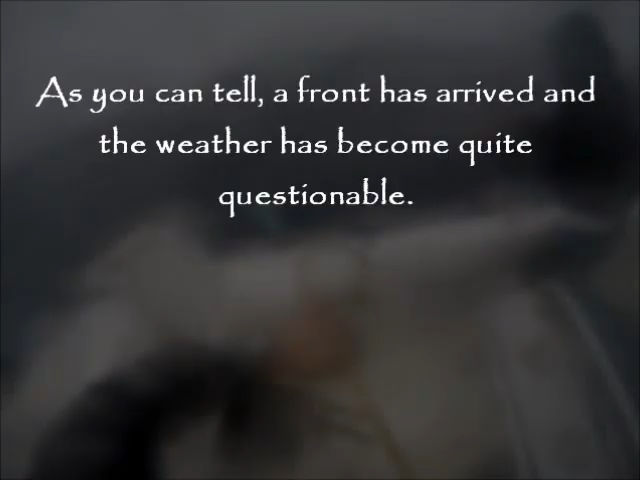 As you can tell, a front has arrived and
the weather has become quite
questionable.